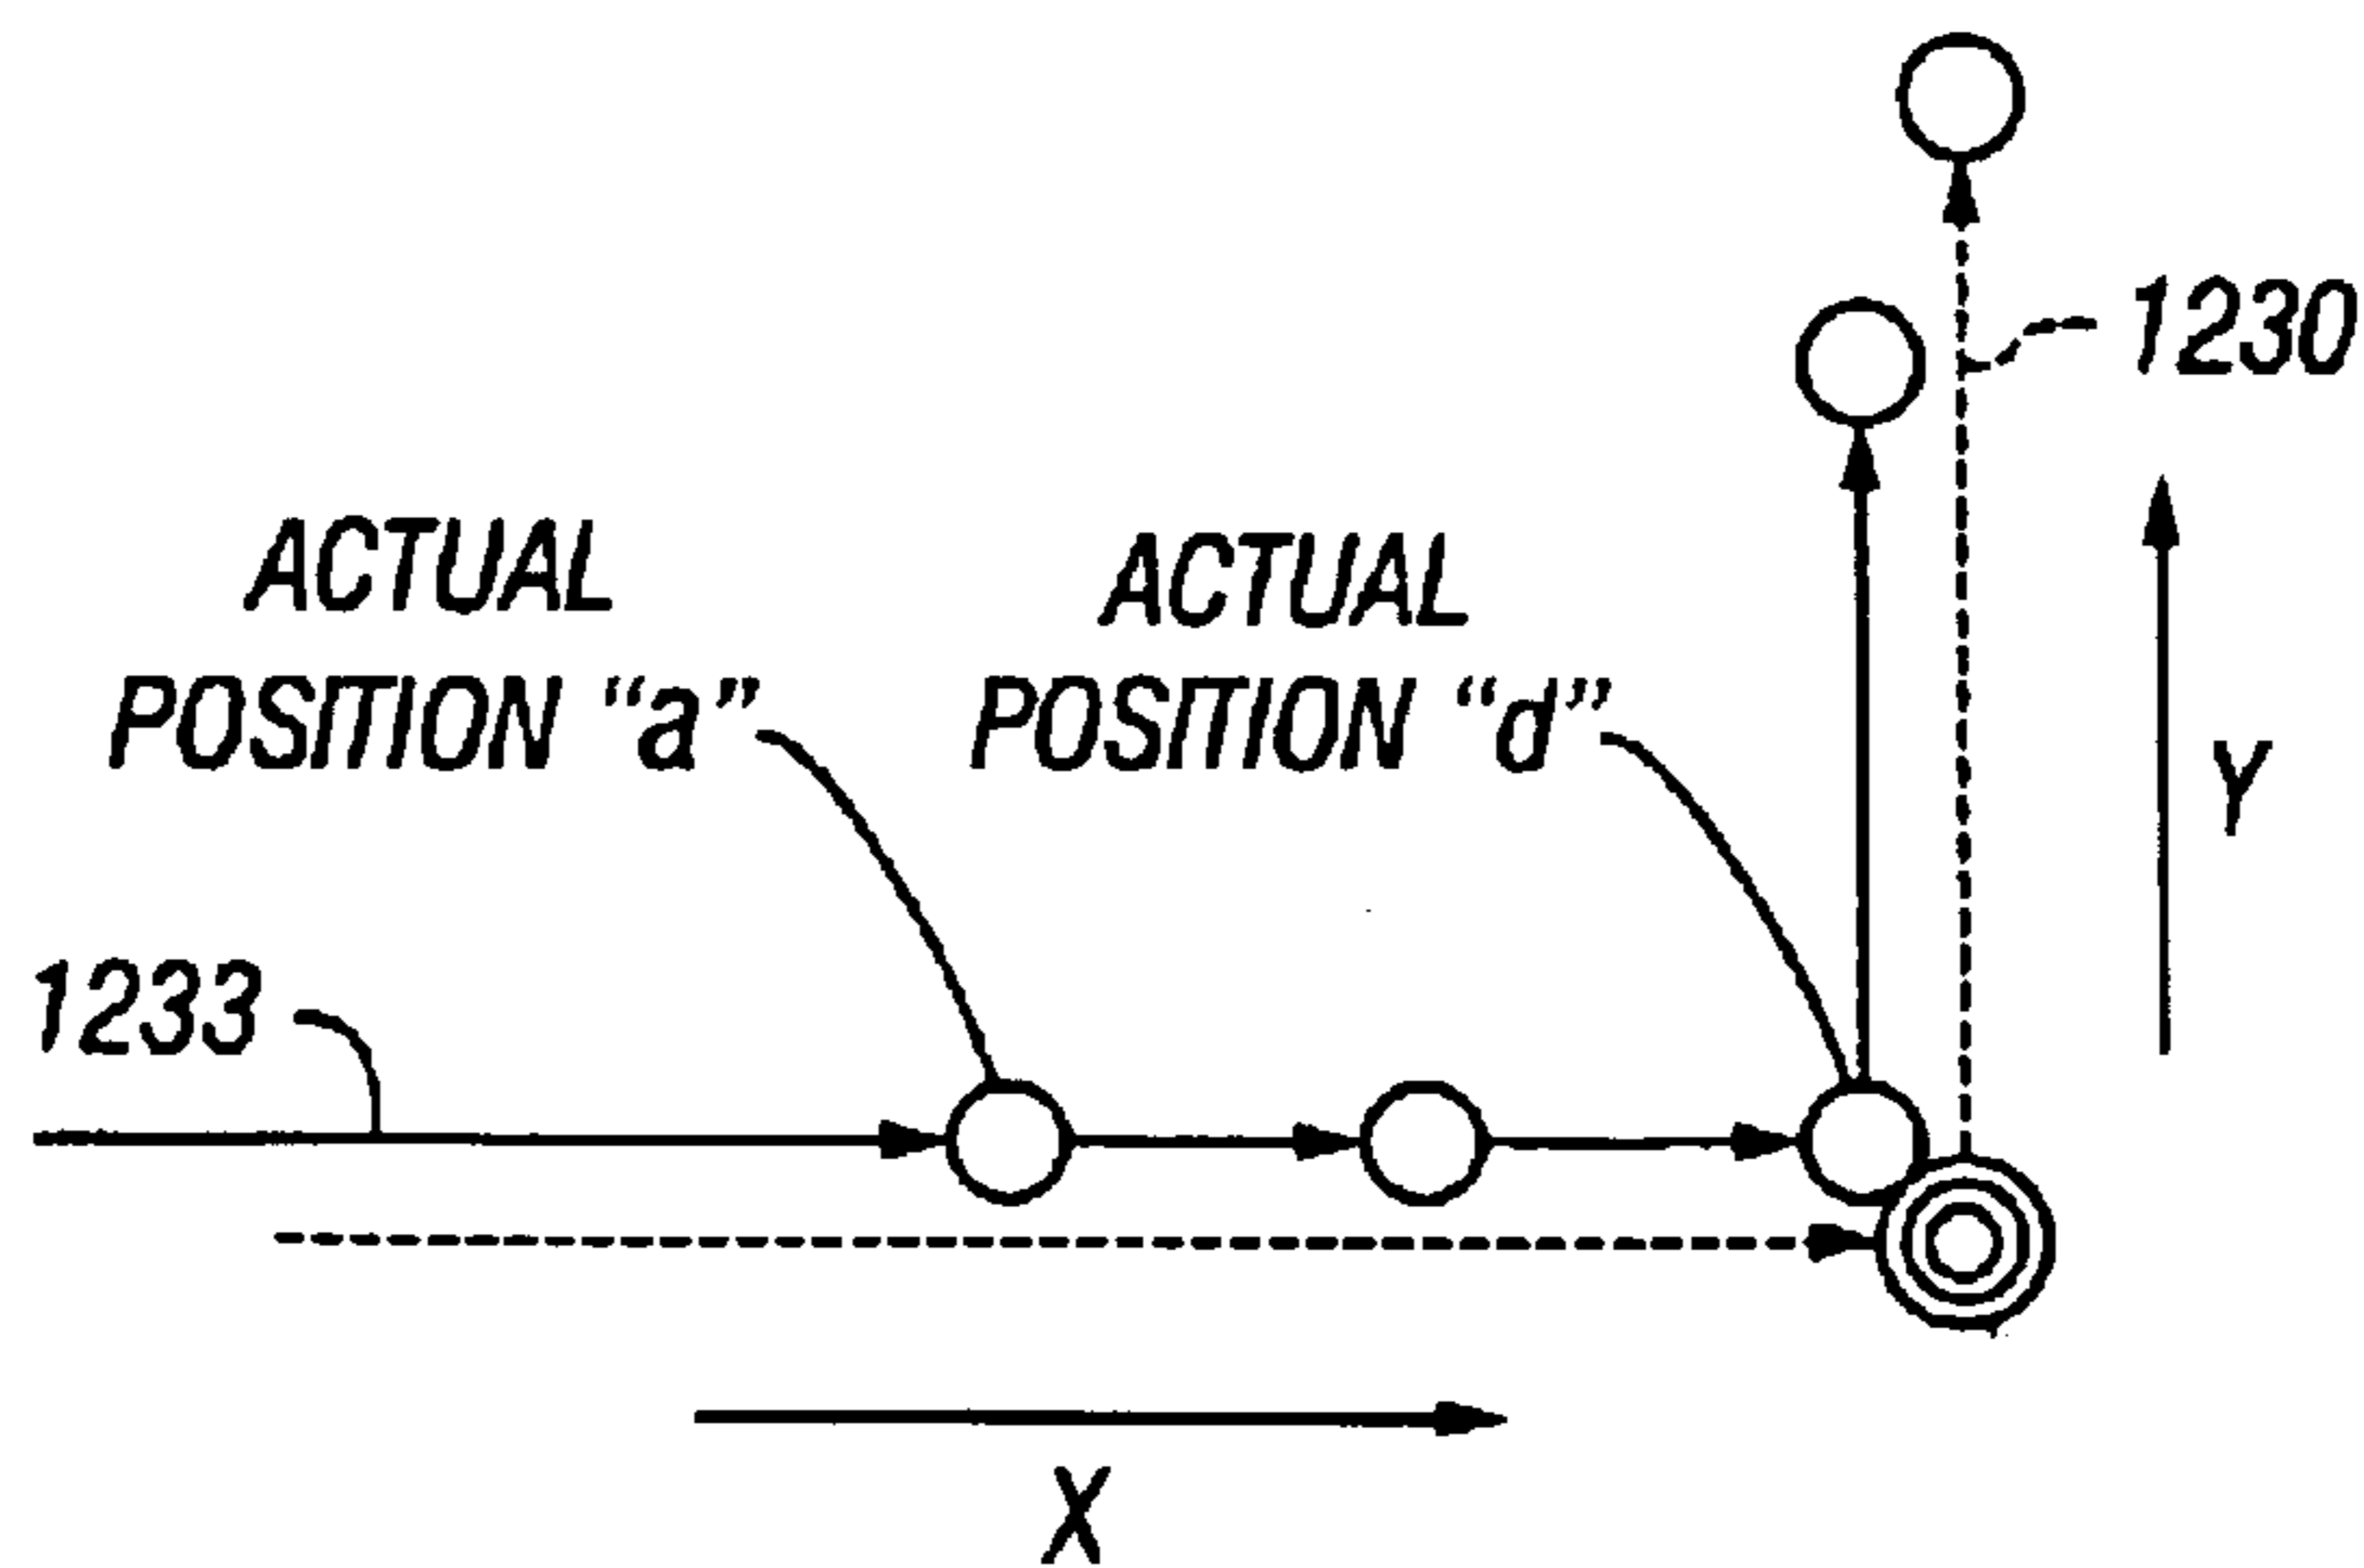 1230
ACTUAL
POSITION “a”
ACTUAL
POSITION “d”
Y
1233
X